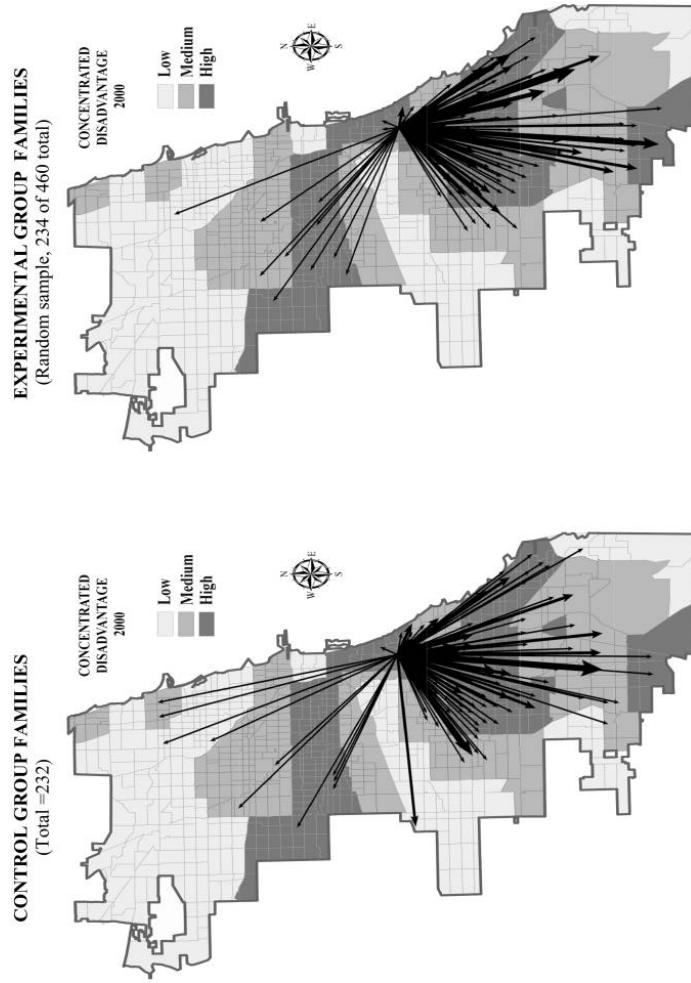 CONTROL GROUP FAMILIES
(Total =232)
CONCENTRATED
DISADVANTAGE
2000
Low
Medium
High
N
W
E
S
EXPERIMENTAL GROUP FAMILIES
(Random sample, 234 of 460 total)
CONCENTRATED
DISADVANTAGE
2000
Low
Medium
High
N
W
E
S